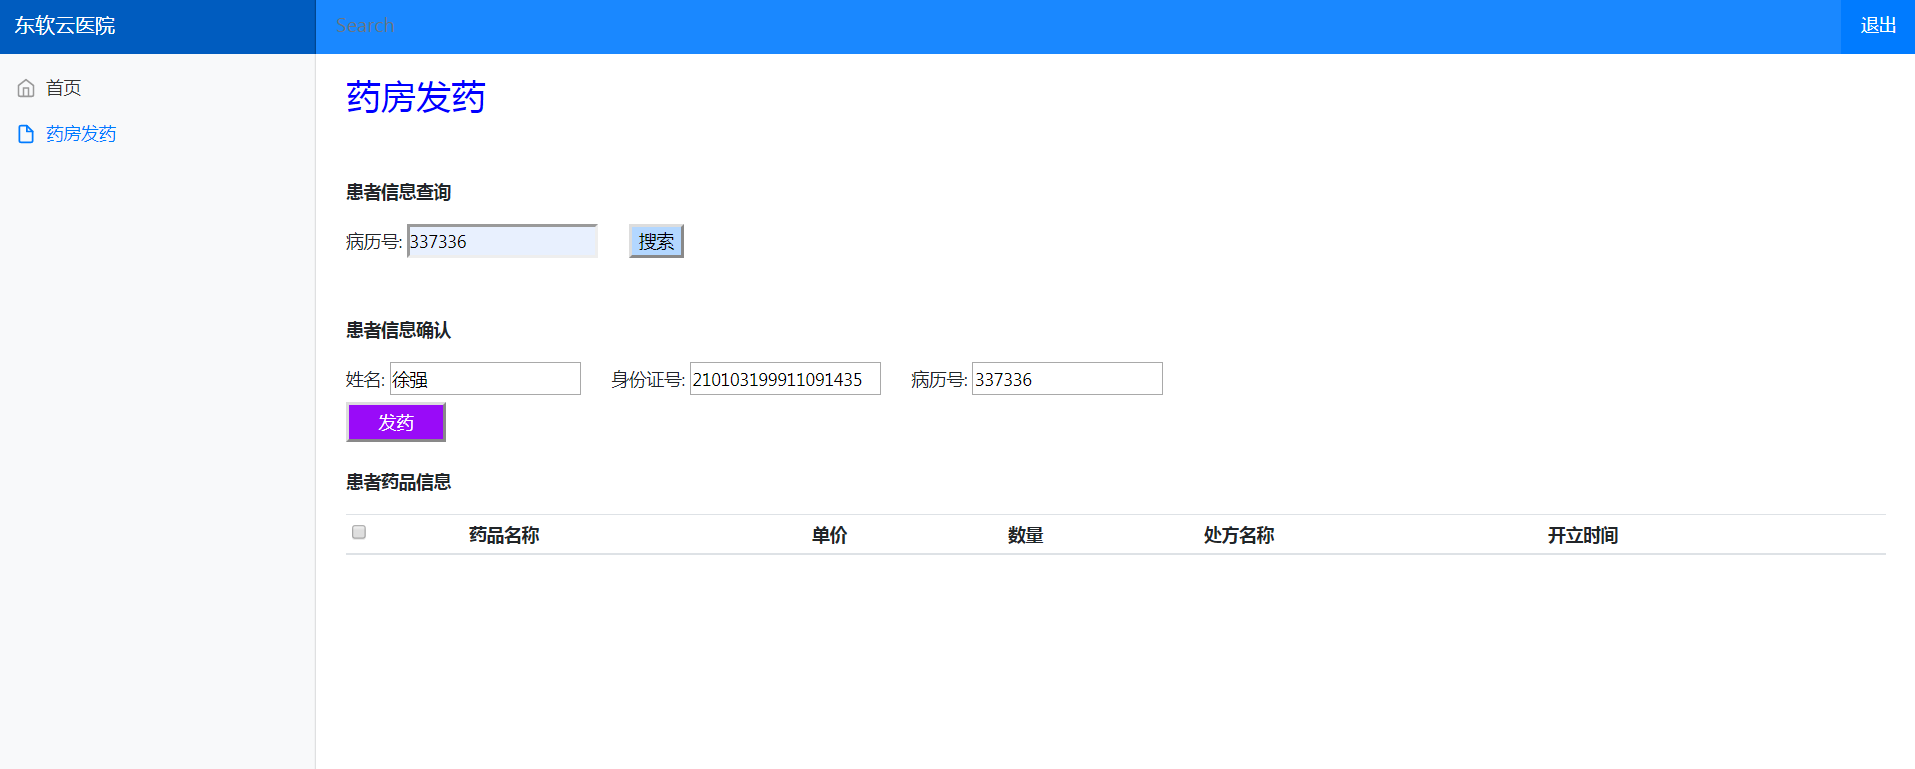 东软云医院 Search 退出
首页
药房发药
药房发药
患者信息查询
病历号: 337336 搜索
患者信息确认
姓名: 徐强 身份证号: 210103199911091435 病历号: 337336
发药
患者药品信息
药品名称 单价 数量 处方名称 开立时间